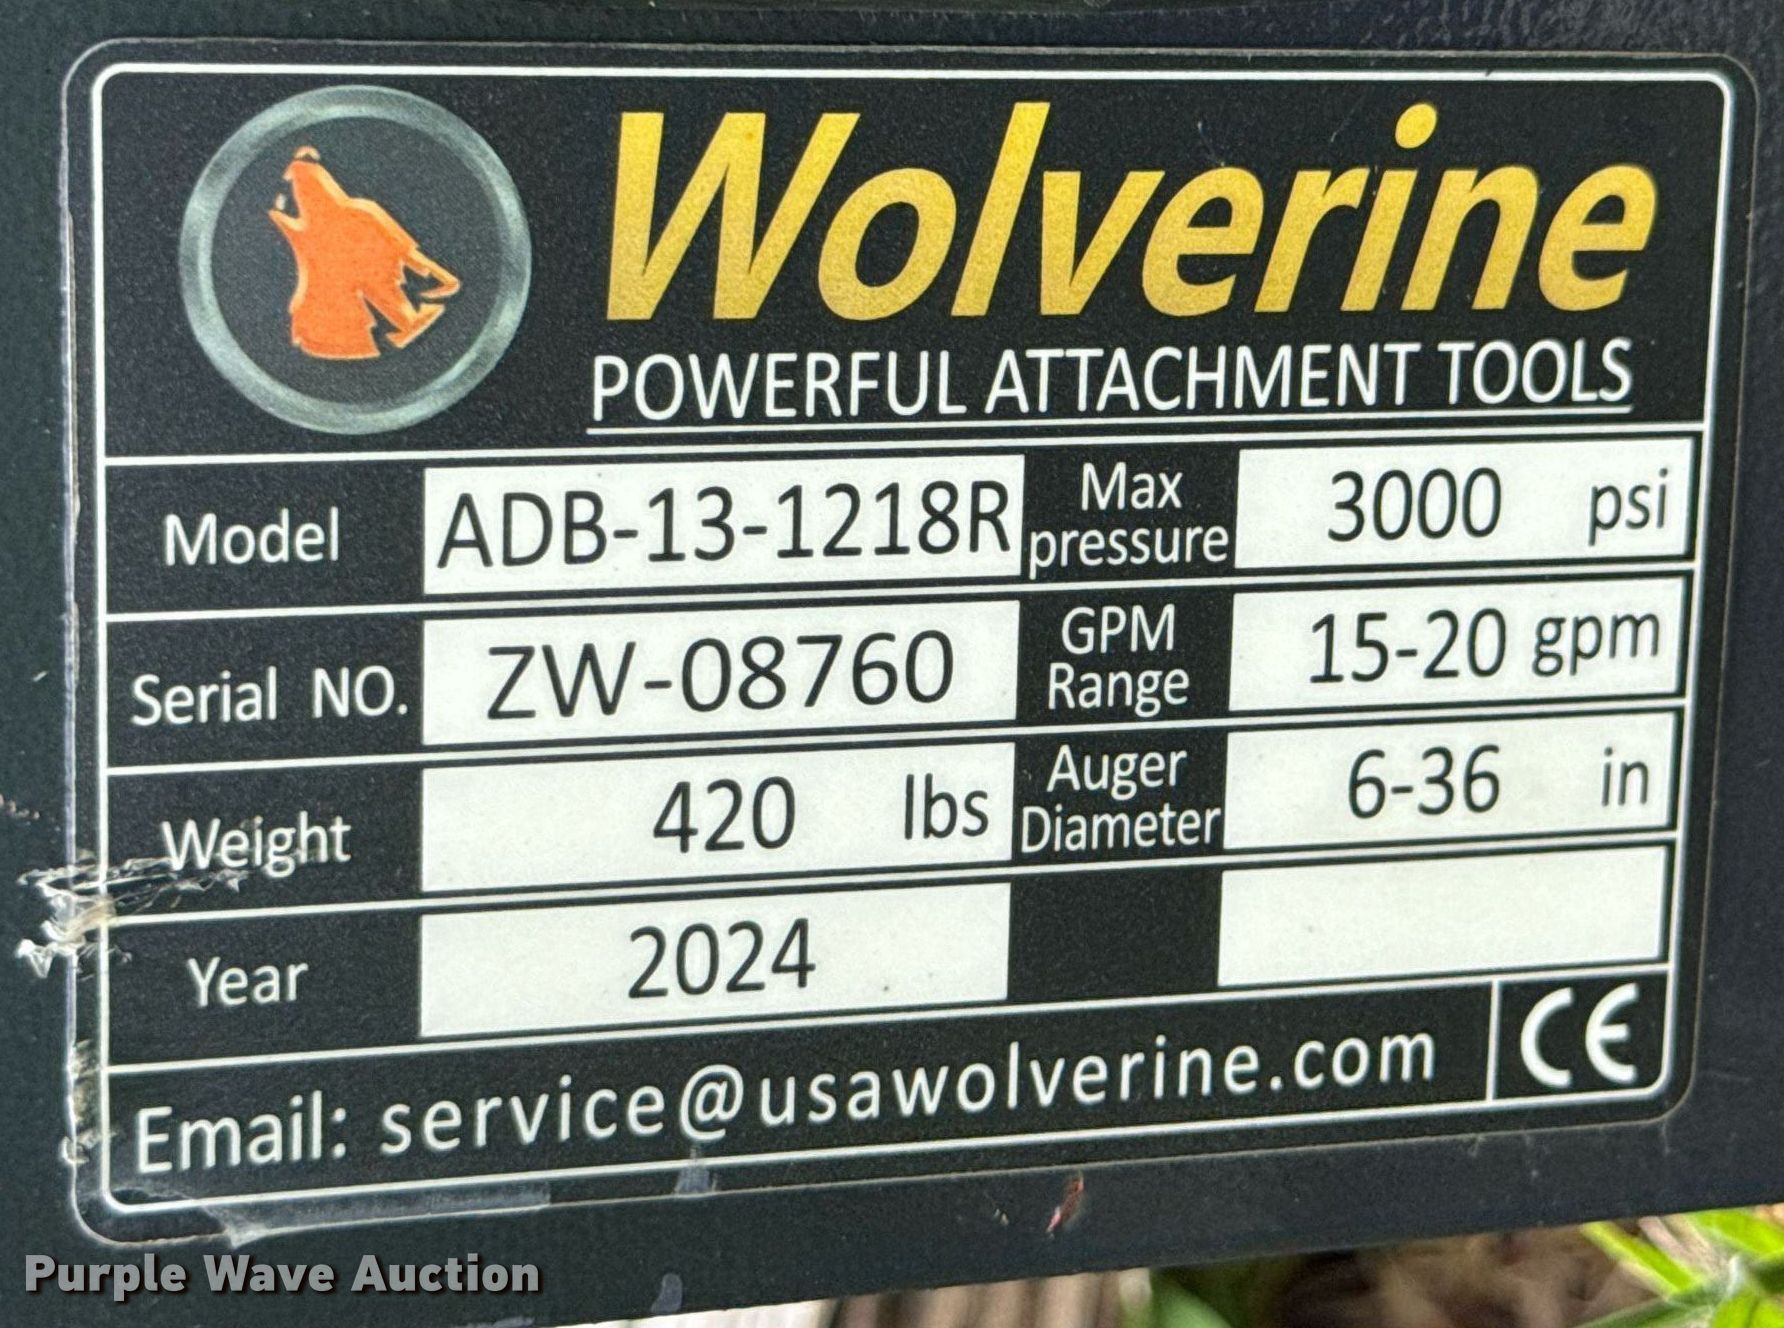 Wolverine
POWERFUL ATTACHMENT TOOLS
Model ADB-13-1218R Max pressure 3000 psi
Serial NO. ZW-08760 GPM Range 15-20 gpm
Weight 420 lbs Auger Diameter 6-36 in
Year 2024
Email: service@usawolverine.com CE
Purple Wave Auction